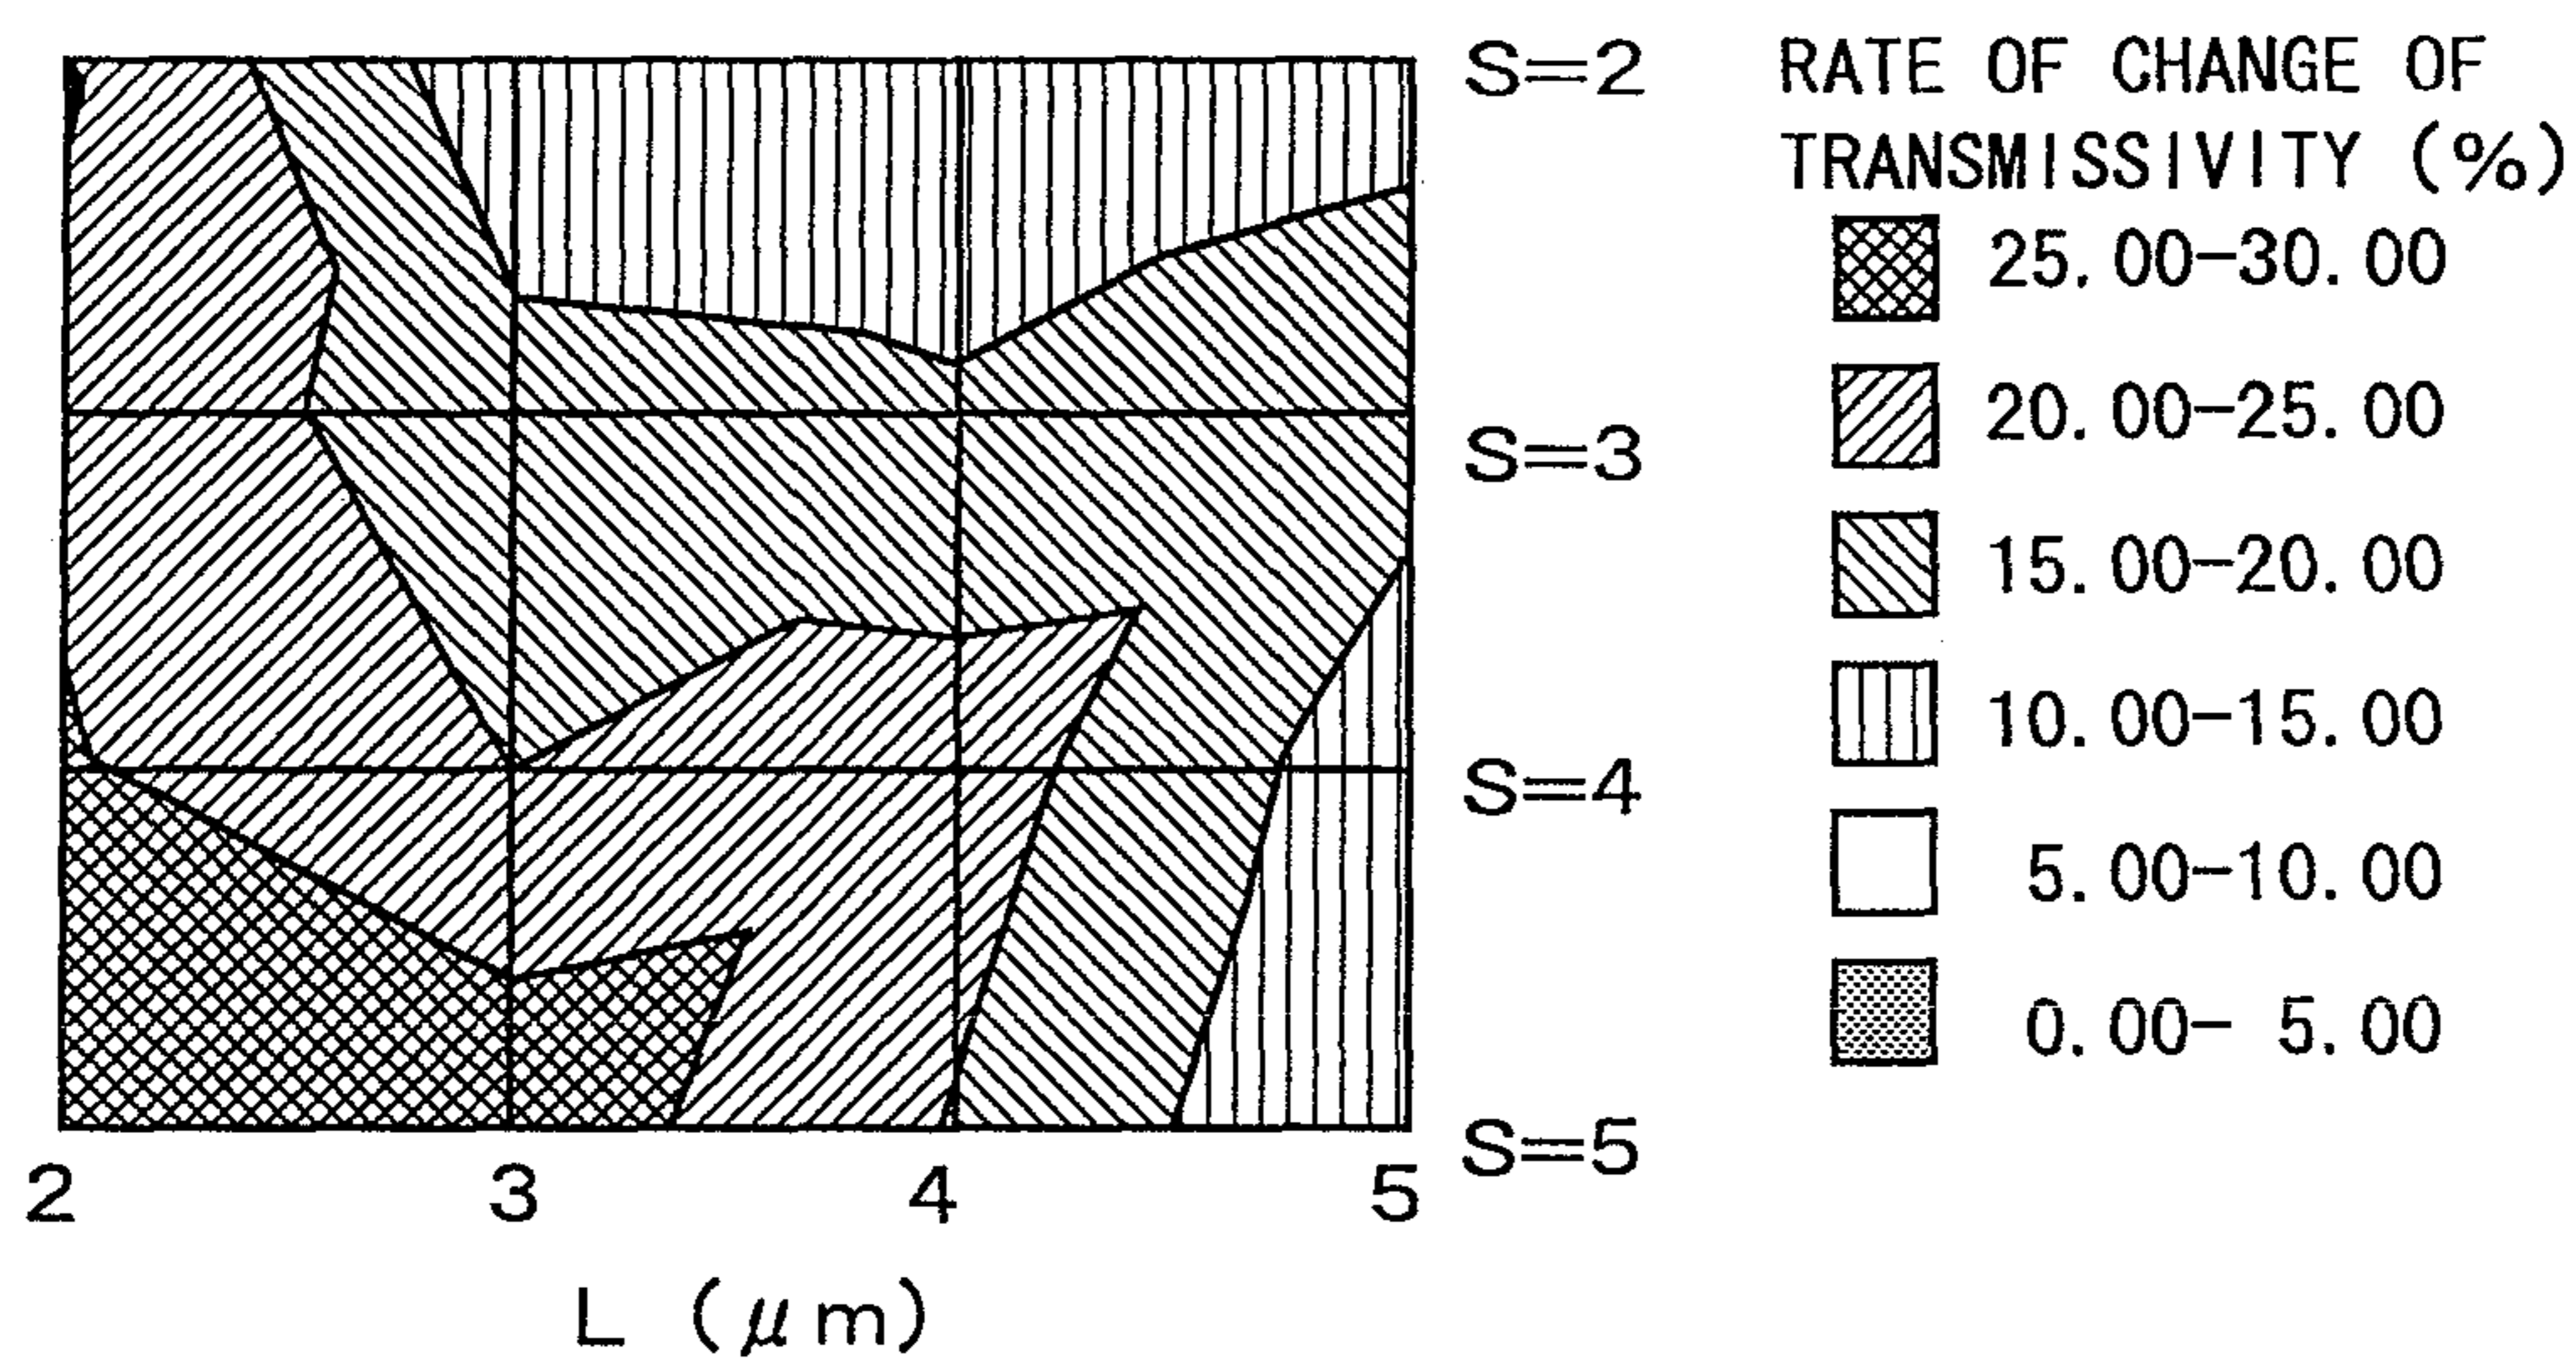 S=2
S=3
S=4
S=5
2 3 4 5
L (μm)
RATE OF CHANGE OF
TRANSMISSIVITY (%)
25.00-30.00
20.00-25.00
15.00-20.00
10.00-15.00
5.00-10.00
0.00- 5.00